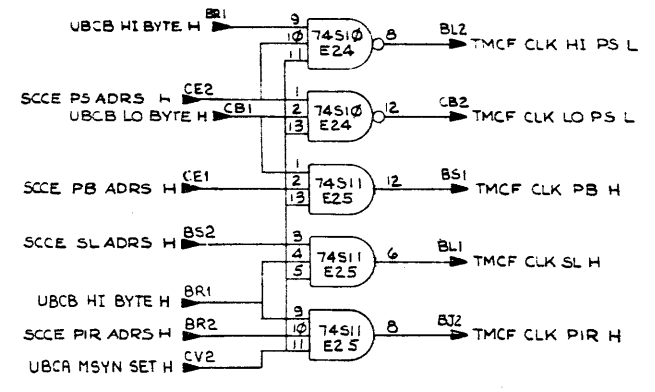 UBCB HI BYTE H BR1 9 10 11 74S10 E24 8 BL2 TMCF CLK HI PS L
SCCE PS ADRS H CE2 1
UBCB LO BYTE H CB1 2 13 74S10 E24 12 CB2 TMCF CLK LO PS L
SCCE PB ADRS H CE1 1 2 13 74S11 E25 12 BS1 TMCF CLK PB H
SCCE SL ADRS H BS2 3 4 5 74S11 E25 6 BL1 TMCF CLK SL H
UBCB HI BYTE H BR1 9
SCCE PIR ADRS H BR2 10 74S11 E25 8 BJ2 TMCF CLK PIR H
UBCA MSYN SET H CV2 11